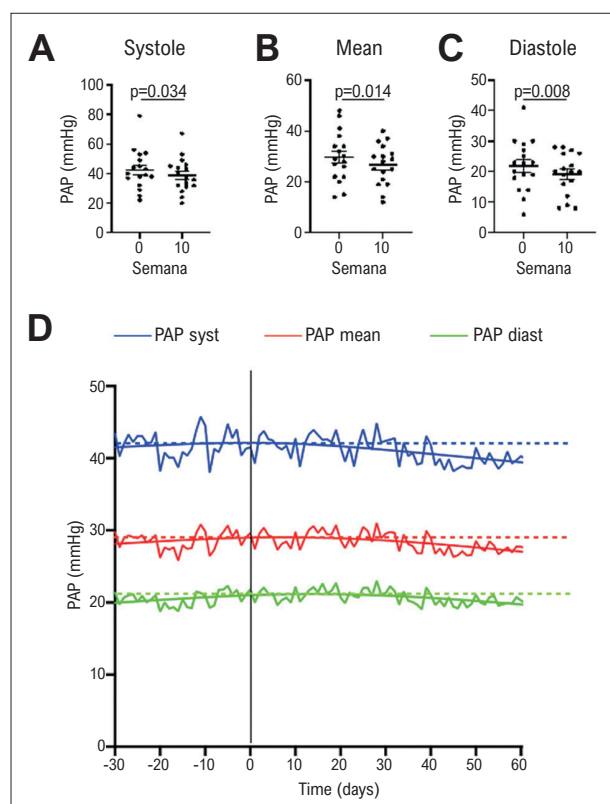 A Systole
p=0.034
100
80
60
40
20
0
PAP (mmHg)
0 10
Semana
B Mean
p=0.014
60
40
20
0
PAP (mmHg)
0 10
Semana
C Diastole
p=0.008
50
40
30
20
10
0
PAP (mmHg)
0 10
Semana
D
PAP syst PAP mean PAP diast
50
40
30
20
10
0
PAP (mmHg)
-30 -20 -10 0 10 20 30 40 50 60
Time (days)